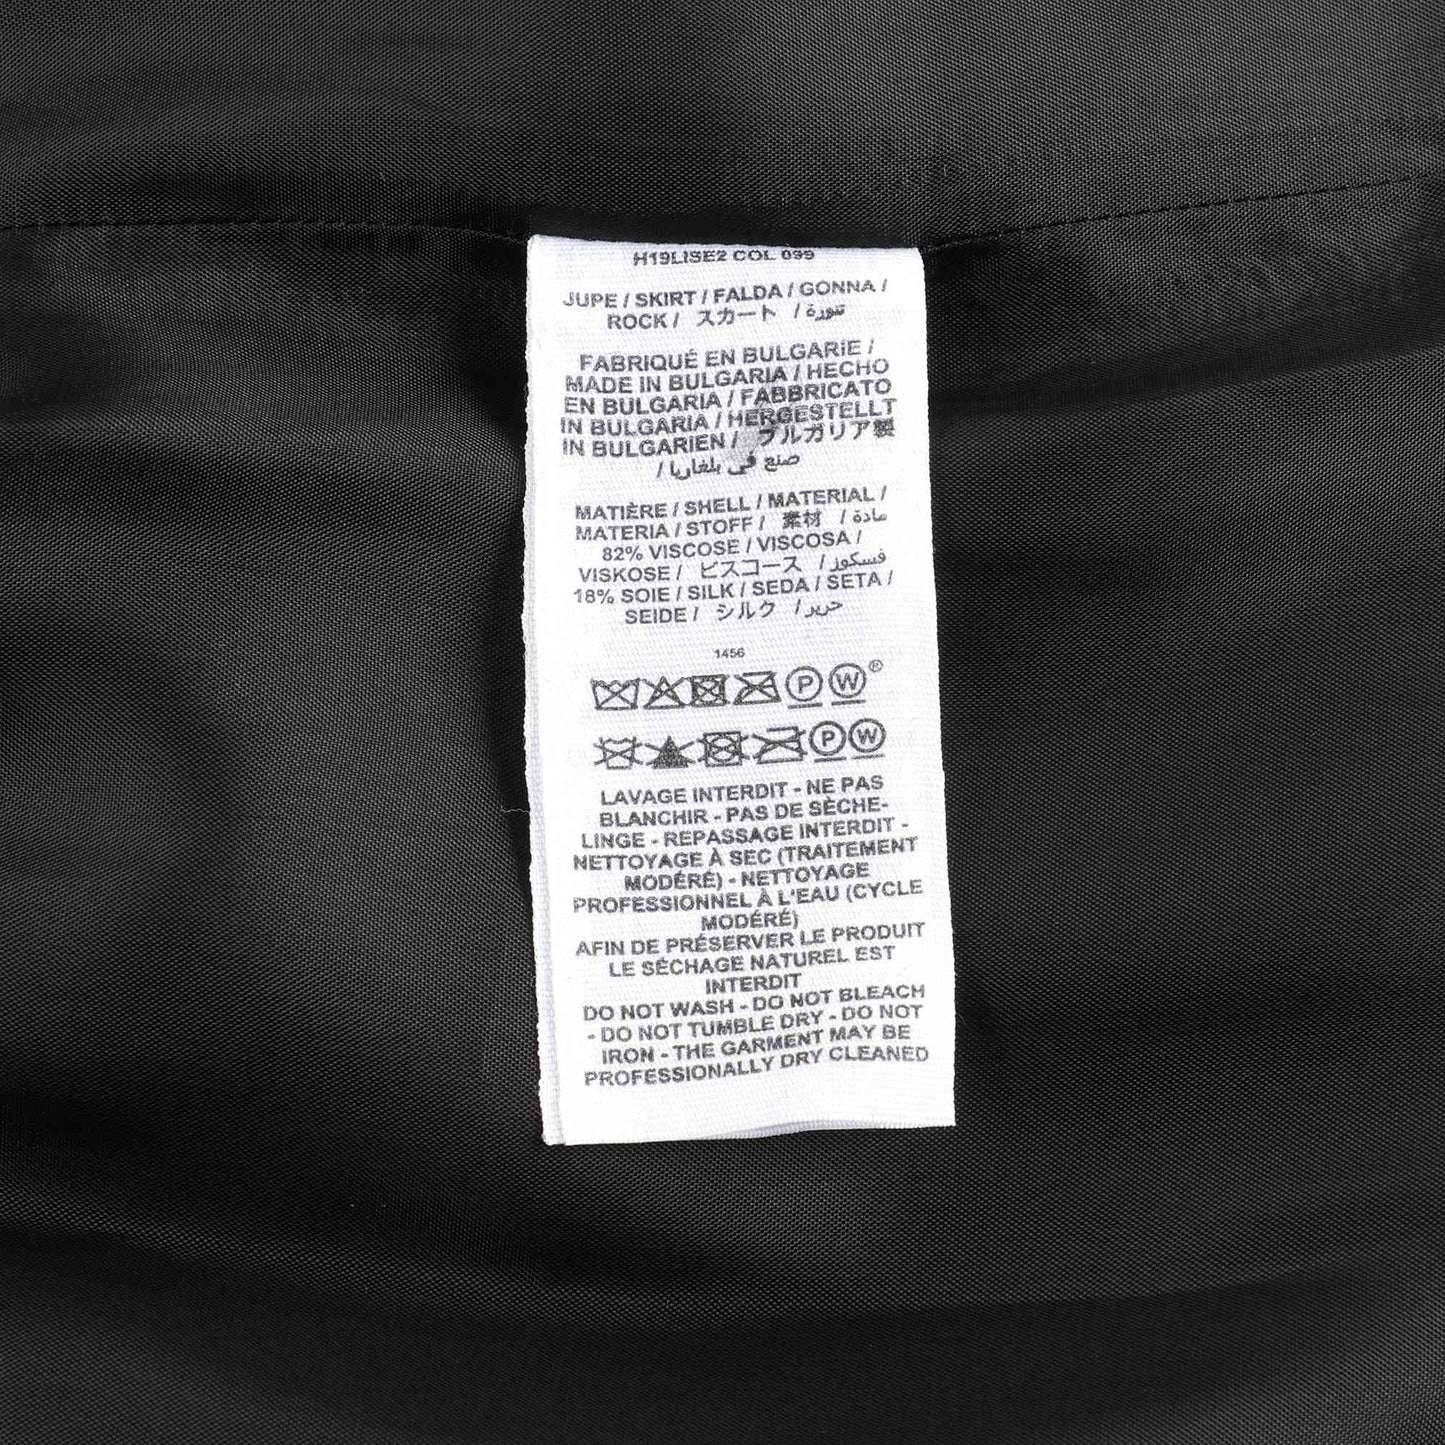 H19LISE2 COL 099
JUPE / SKIRT / FALDA / GONNA /
ROCK / スカート / تنورة
FABRIQUÉ EN BULGARIE /
MADE IN BULGARIA / HECHO
EN BULGARIA / FABBRICATO
IN BULGARIA / HERGESTELLT
IN BULGARIEN / ブルガリア製
/ صنع في بلغاريا
MATIÈRE / SHELL / MATERIAL /
MATERIA / STOFF / 素材 / مادة
82% VISCOSE / VISCOSA /
VISKOSE / ビスコース / فسكوز
18% SOIE / SILK / SEDA / SETA /
SEIDE / シルク / حرير
1456
P W ®
P W
LAVAGE INTERDIT - NE PAS
BLANCHIR - PAS DE SÈCHE-
LINGE - REPASSAGE INTERDIT -
NETTOYAGE À SEC (TRAITEMENT
MODÉRÉ) - NETTOYAGE
PROFESSIONNEL À L'EAU (CYCLE
MODÉRÉ)
AFIN DE PRÉSERVER LE PRODUIT
LE SÉCHAGE NATUREL EST
INTERDIT
DO NOT WASH - DO NOT BLEACH
- DO NOT TUMBLE DRY - DO NOT
IRON - THE GARMENT MAY BE
PROFESSIONALLY DRY CLEANED